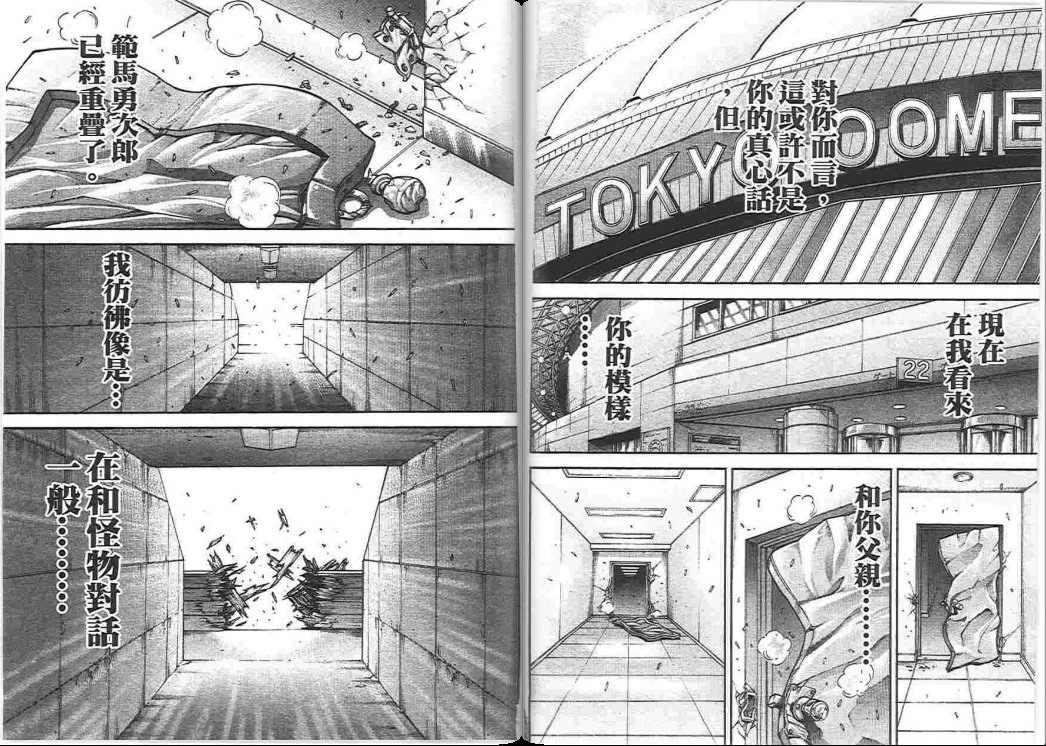 對你而言，
這或許不是
你的真心話
，但
TOKYO DOME
現在
在我看來
你的模樣
……
22
和你父親………
範馬勇次郎
已經重疊了。
我彷彿像是…
在和怪物對話
一般………